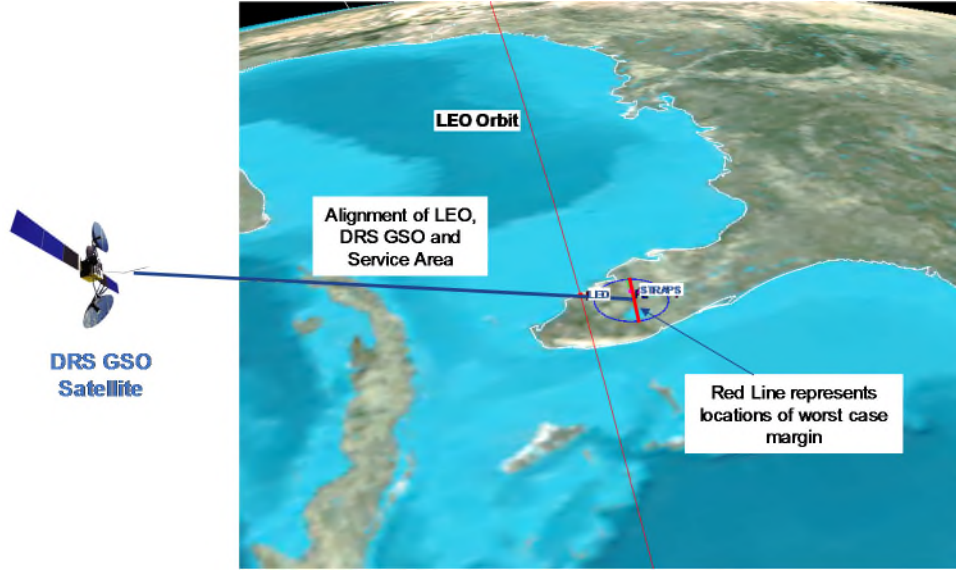 LEO Orbit
Alignment of LEO,
DRS GSO and
Service Area
LEO
STRAPS
DRS GSO
Satellite
Red Line represents
locations of worst case
margin